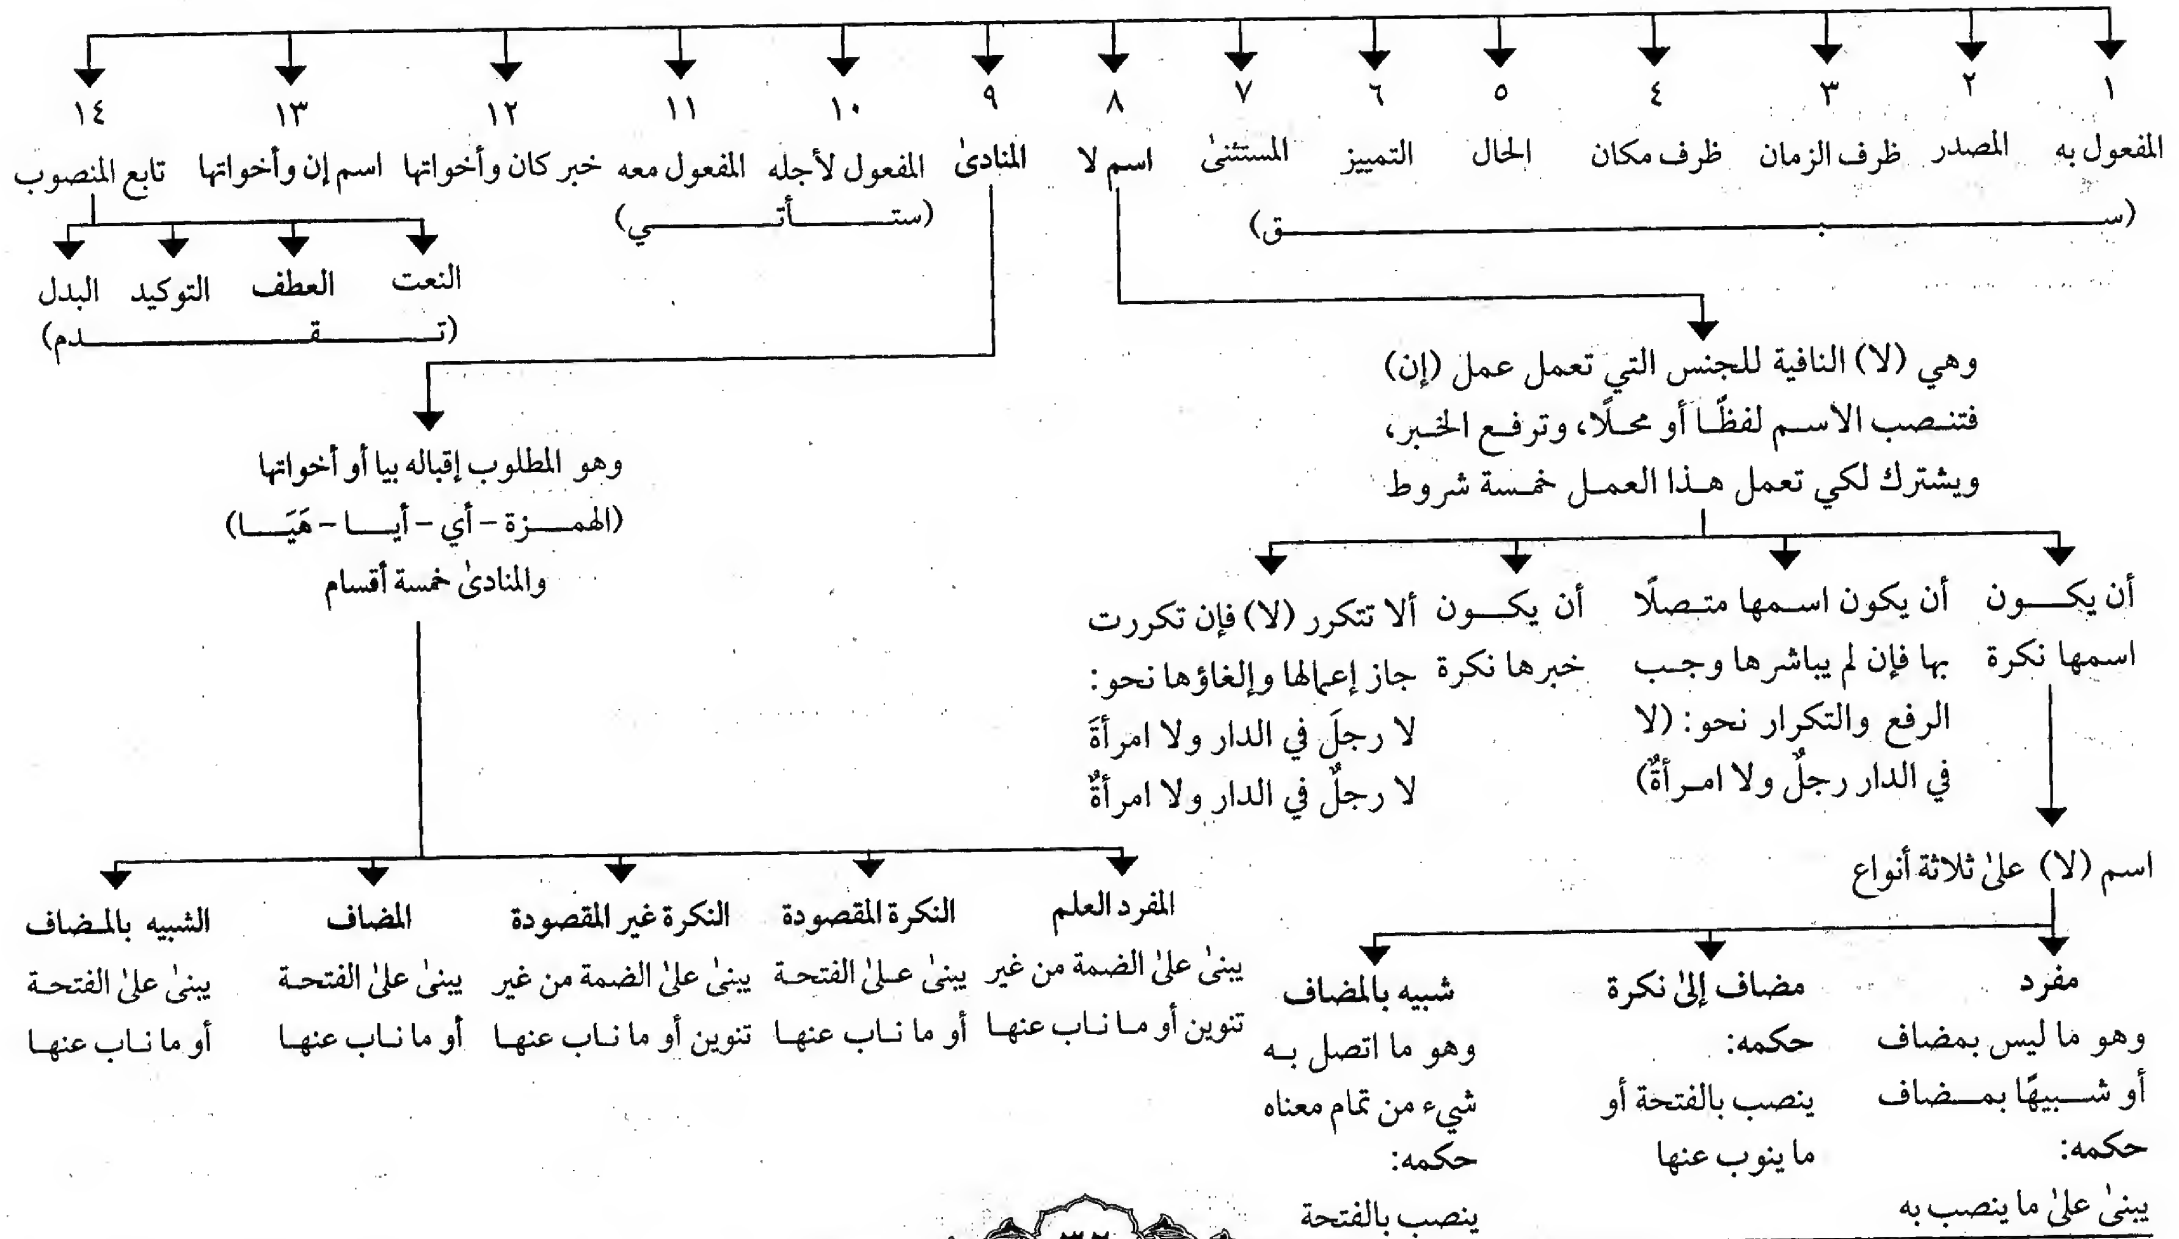 ١ ٢ ٣ ٤ ٥ ٦ ٧ ٨ ٩ ١٠ ١١ ١٢ ١٣ ١٤
المفعول به المصدر ظرف الزمان ظرف مكان الحال التمييز المستثنىٰ اسم لا المنادىٰ المفعول لأجله المفعول معه خبر كان وأخواتها اسم إن وأخواتها تابع المنصوب
(سبق)
(ستأتي)
النعت العطف التوكيد البدل
(تقدم)
وهي (لا) النافية للجنس التي تعمل عمل (إن)
فتنصب الاسم لفظًا أو محلًا، وترفع الخبر،
ويشترك لكي تعمل هذا العمل خمسة شروط
أن يكون
اسمها نكرة
أن يكون اسمها متصلًا
بها فإن لم يباشرها وجب
الرفع والتكرار نحو: (لا
في الدار رجلٌ ولا امرأةٌ)
أن يكون
خبرها نكرة
ألا تتكرر (لا) فإن تكررت
جاز إعمالها وإلغاؤها نحو:
لا رجلَ في الدار ولا امرأةَ
لا رجلٌ في الدار ولا امرأةٌ
اسم (لا) علىٰ ثلاثة أنواع
مفرد
وهو ما ليس بمضاف
أو شبيهًا بمضاف
حكمه:
يبنىٰ علىٰ ما ينصب به
مضاف إلىٰ نكرة
حكمه:
ينصب بالفتحة أو
ما ينوب عنها
شبيه بالمضاف
وهو ما اتصل به
شيء من تمام معناه
حكمه:
ينصب بالفتحة
وهو المطلوب إقباله بيا أو أخواتها
(الهمزة - أي - أيا - هَيَا)
والمنادىٰ خمسة أقسام
المفرد العلم
يبنىٰ علىٰ الضمة من غير
تنوين أو ما ناب عنها
النكرة المقصودة
يبنىٰ علىٰ الفتحة
أو ما ناب عنها
النكرة غير المقصودة
يبنىٰ علىٰ الضمة من غير
تنوين أو ما ناب عنها
المضاف
يبنىٰ علىٰ الفتحة
أو ما ناب عنها
الشبيه بالمضاف
يبنىٰ علىٰ الفتحة
أو ما ناب عنها